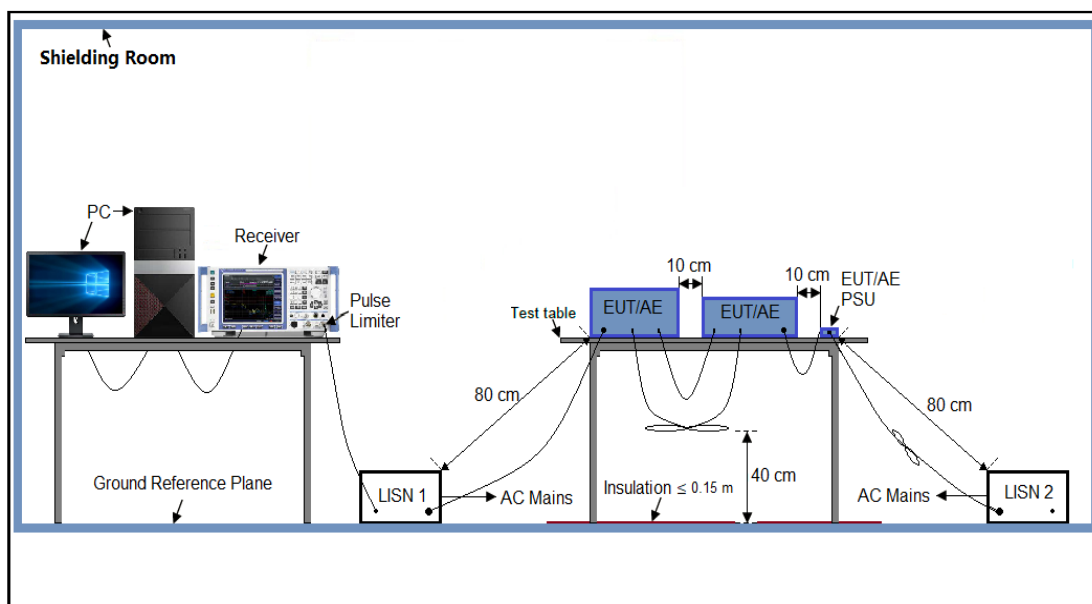 Shielding Room
PC
Receiver
Pulse
Limiter
10 cm
10 cm
EUT/AE
PSU
EUT/AE
EUT/AE
Test table
80 cm
80 cm
40 cm
Ground Reference Plane
LISN 1
AC Mains
Insulation ≤ 0.15 m
AC Mains
LISN 2